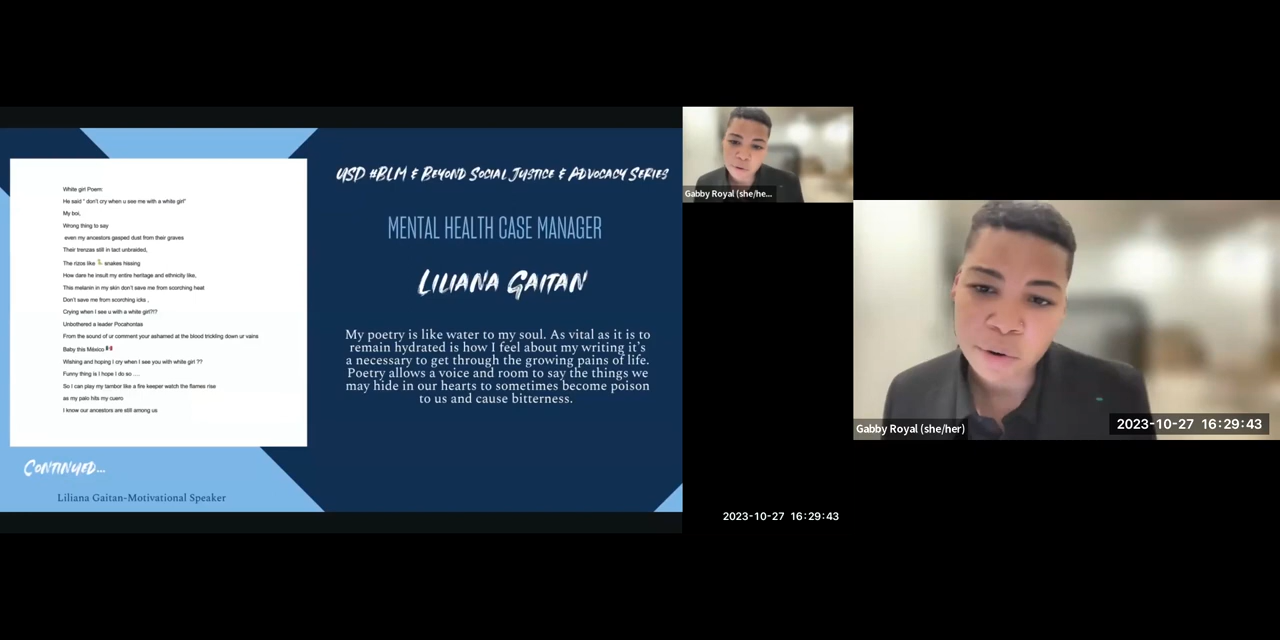 White girl Poem:
He said " don't cry when u see me with a white girl"
My boi,
Wrong thing to say
even my ancestors gasped dust from their graves
Their trenzas still in tact unbraided,
The rizos like 🐍 snakes hissing
How dare he insult my entire heritage and ethnicity like,
This melanin in my skin don't save me from scorching heat
Don't save me from scorching icks ,
Crying when I see u with a white girl?!?
Unbothered a leader Pocahontas
From the sound of ur comment your ashamed at the blood trickling down ur vains
Baby this México 🇲🇽
Wishing and hoping I cry when I see you with white girl ??
Funny thing is I hope I do so ....
So I can play my tambor like a fire keeper watch the flames rise
as my palo hits my cuero
I know our ancestors are still among us
Continued...
Liliana Gaitan-Motivational Speaker
USD #BLM & Beyond Social Justice & Advocacy Series
MENTAL HEALTH CASE MANAGER
Liliana Gaitan
My poetry is like water to my soul. As vital as it is to
remain hydrated is how I feel about my writing it's
a necessary to get through the growing pains of life.
Poetry allows a voice and room to say the things we
may hide in our hearts to sometimes become poison
to us and cause bitterness.
Gabby Royal (she/he...
2023-10-27 16:29:43
Gabby Royal (she/her)
2023-10-27 16:29:43